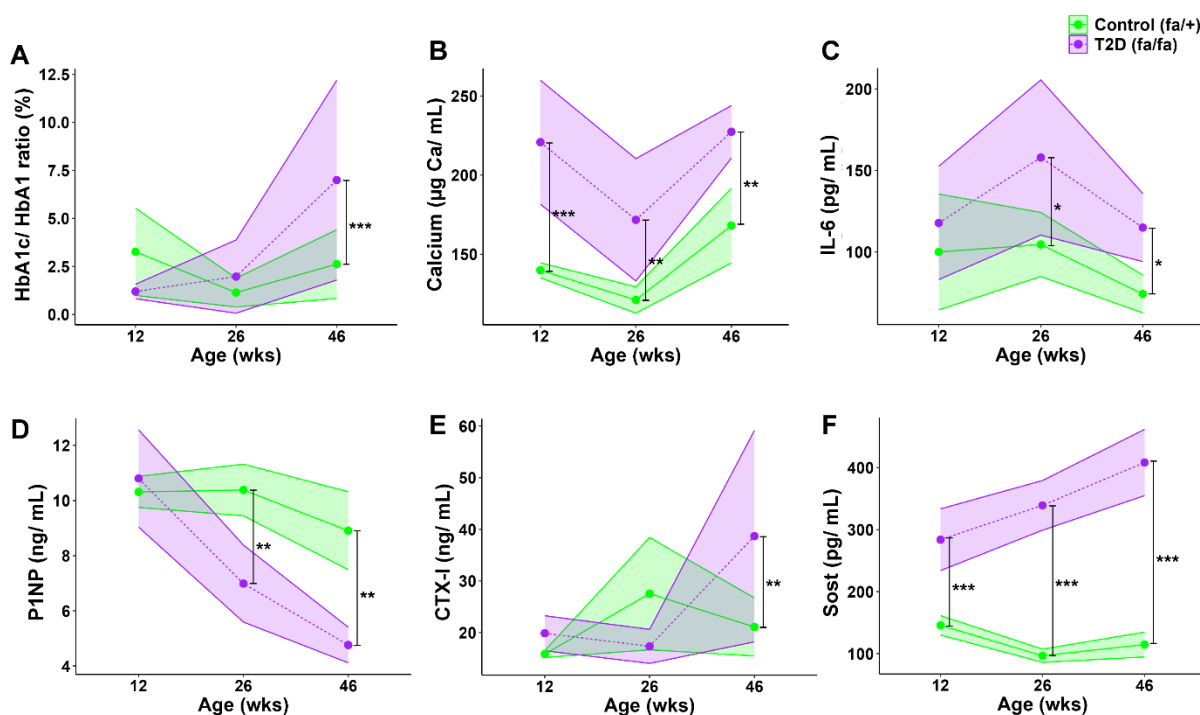 Control (fa/+)
T2D (fa/fa)
A
HbA1c/ HbA1 ratio (%)
12.5
10.0
7.5
5.0
2.5
0.0
***
12
26
46
Age (wks)
B
Calcium (µg Ca/ mL)
250
200
150
***
**
**
12
26
46
Age (wks)
C
IL-6 (pg/ mL)
200
150
100
*
*
12
26
46
Age (wks)
D
P1NP (ng/ mL)
12
10
8
6
4
**
**
12
26
46
Age (wks)
E
CTX-I (ng/ mL)
60
50
40
30
20
**
12
26
46
Age (wks)
F
Sost (pg/ mL)
400
300
200
100
***
***
***
12
26
46
Age (wks)